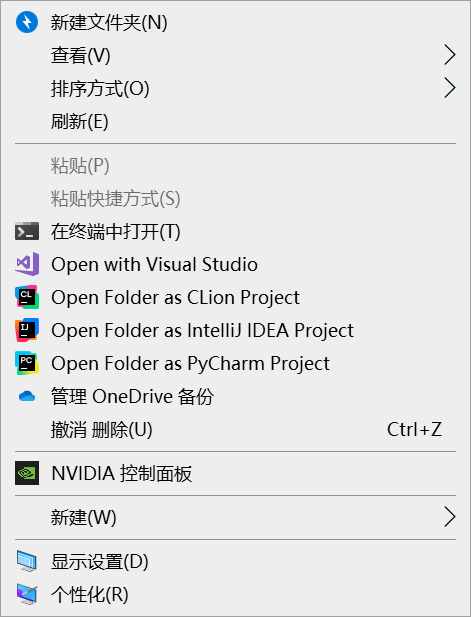 新建文件夹(N)
查看(V)
排序方式(O)
刷新(E)
粘贴(P)
粘贴快捷方式(S)
在终端中打开(T)
Open with Visual Studio
CL Open Folder as CLion Project
IJ Open Folder as IntelliJ IDEA Project
PC Open Folder as PyCharm Project
管理 OneDrive 备份
撤消 删除(U) Ctrl+Z
NVIDIA 控制面板
新建(W)
显示设置(D)
个性化(R)